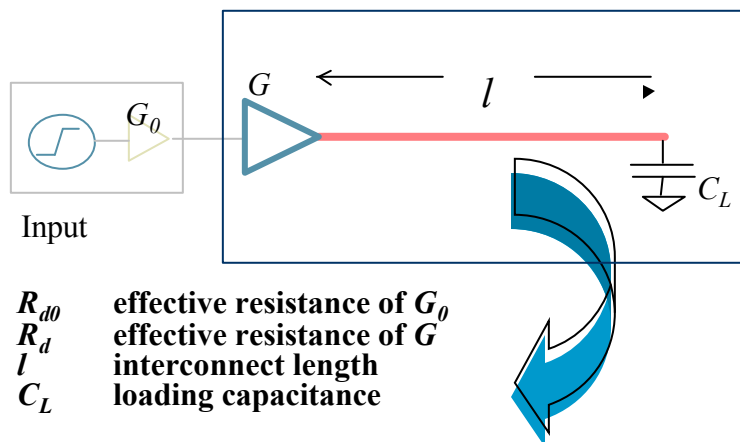 G
l
G0
Input
CL
Rd0 effective resistance of G0
Rd effective resistance of G
l interconnect length
CL loading capacitance